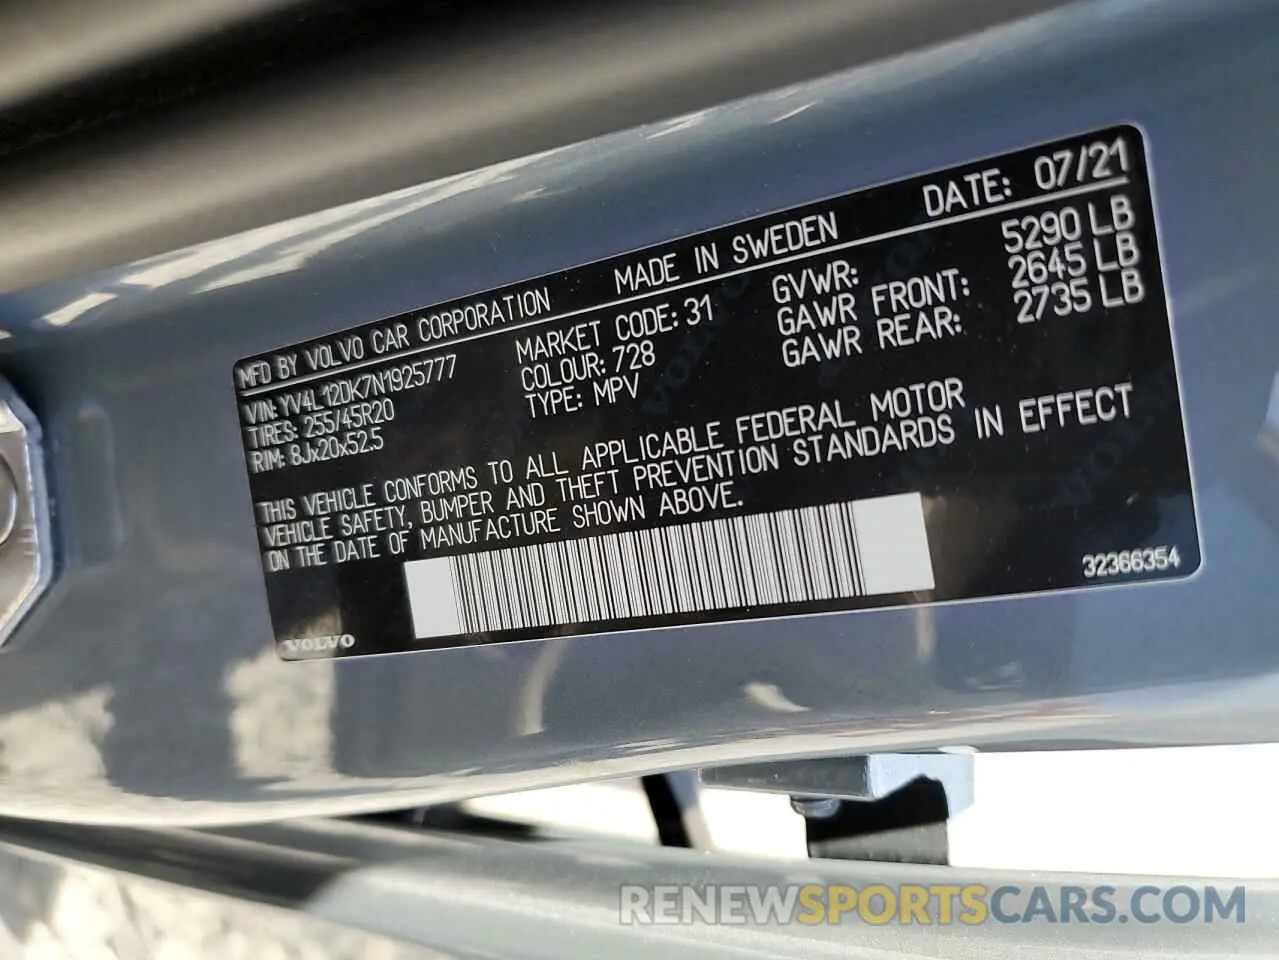 MFD BY VOLVO CAR CORPORATION MADE IN SWEDEN DATE: 07/21
VIN: YV4L12DK7N1925777 MARKET CODE: 31 GVWR: 5290 LB
TIRES: 255/45R20 COLOUR: 728 GAWR FRONT: 2645 LB
RIM: 8Jx20x52.5 TYPE: MPV GAWR REAR: 2735 LB
THIS VEHICLE CONFORMS TO ALL APPLICABLE FEDERAL MOTOR
VEHICLE SAFETY, BUMPER AND THEFT PREVENTION STANDARDS IN EFFECT
ON THE DATE OF MANUFACTURE SHOWN ABOVE.
32366354
VOLVO
RENEWSPORTSCARS.COM